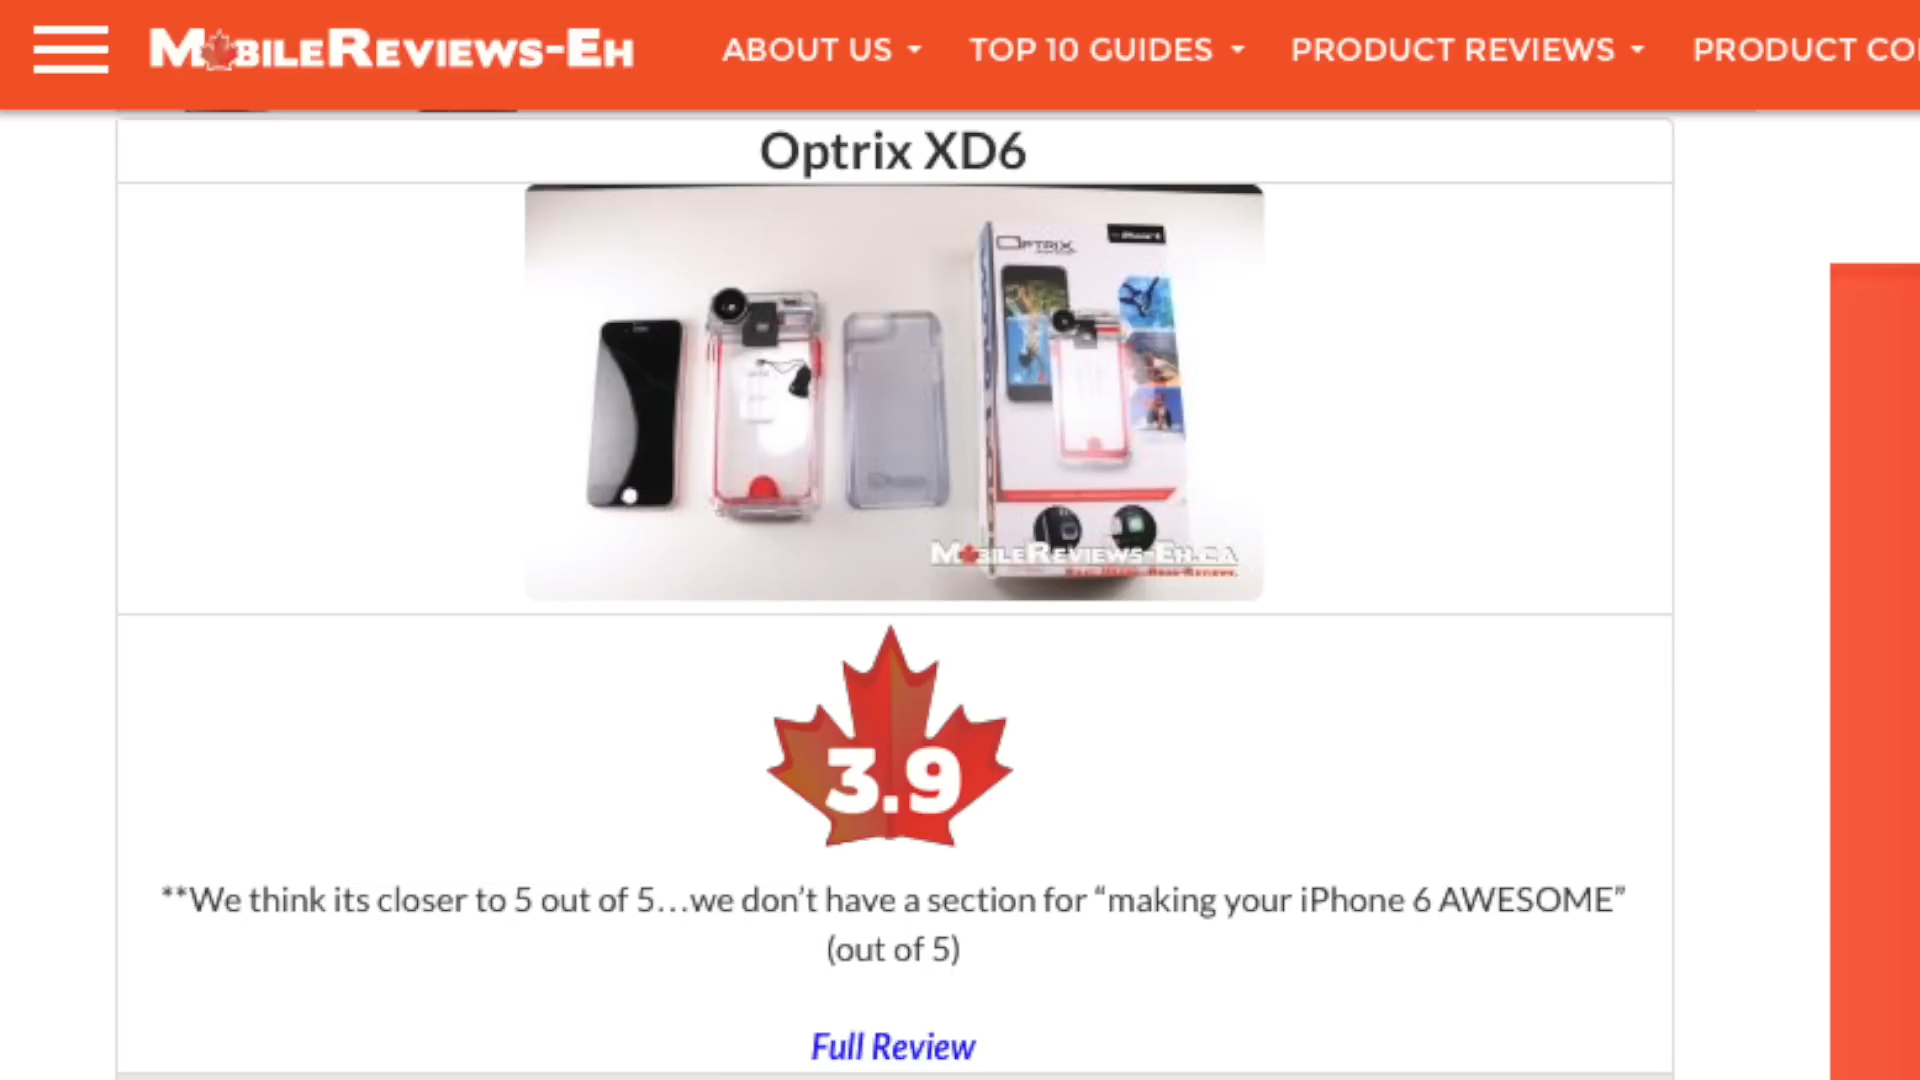 MOBILEREVIEWS-EH
ABOUT US
TOP 10 GUIDES
PRODUCT REVIEWS
PRODUCT CO
Optrix XD6
OPTRIX
MOBILEREVIEWS-EH.CA
3.9
**We think its closer to 5 out of 5...we don’t have a section for “making your iPhone 6 AWESOME”
(out of 5)
Full Review